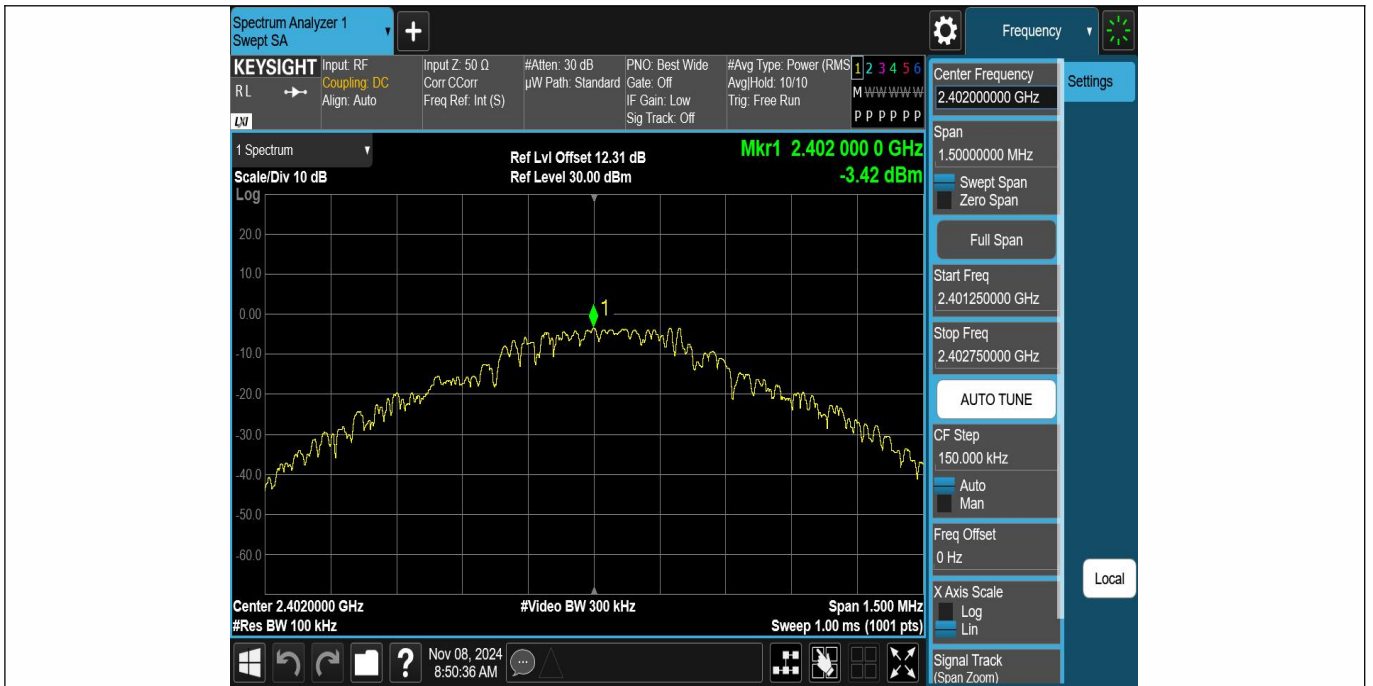 Spectrum Analyzer 1
Swept SA
+
Frequency
KEYSIGHT
RL
LXI
Input: RF
Coupling: DC
Align: Auto
Input Z: 50 Ω
Corr CCorr
Freq Ref: Int (S)
#Atten: 30 dB
µW Path: Standard
PNO: Best Wide
Gate: Off
IF Gain: Low
Sig Track: Off
#Avg Type: Power (RMS
Avg|Hold: 10/10
Trig: Free Run
1 2 3 4 5 6
M W W W W W
P P P P P P
1 Spectrum
Scale/Div 10 dB
Ref Lvl Offset 12.31 dB
Ref Level 30.00 dBm
Mkr1 2.402 000 0 GHz
-3.42 dBm
Log
20.0
10.0
0.00
-10.0
-20.0
-30.0
-40.0
-50.0
-60.0
1
Center 2.4020000 GHz
#Res BW 100 kHz
#Video BW 300 kHz
Span 1.500 MHz
Sweep 1.00 ms (1001 pts)
Center Frequency
2.402000000 GHz
Settings
Span
1.50000000 MHz
Swept Span
Zero Span
Full Span
Start Freq
2.401250000 GHz
Stop Freq
2.402750000 GHz
AUTO TUNE
CF Step
150.000 kHz
Auto
Man
Freq Offset
0 Hz
X Axis Scale
Log
Lin
Local
Signal Track
(Span Zoom)
?
Nov 08, 2024
8:50:36 AM